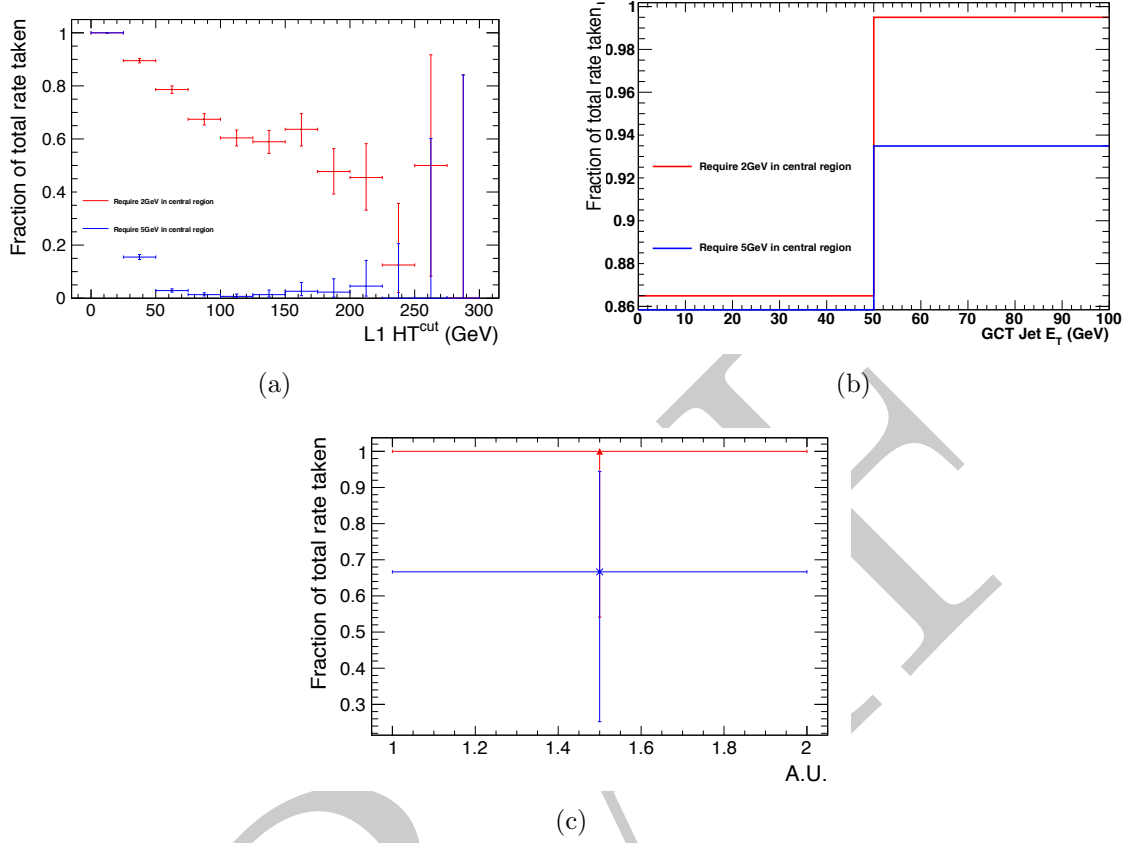 Fraction of total rate taken
1
0.8
0.6
0.4
0.2
0
Require 2GeV in central region
Require 5GeV in central region
0 50 100 150 200 250 300
L1 HT^cut (GeV)
(a)
Fraction of total rate taken
1
0.98
0.96
0.94
0.92
0.9
0.88
0.86
Require 2GeV in central region
Require 5GeV in central region
0 10 20 30 40 50 60 70 80 90 100
GCT Jet E_T (GeV)
(b)
Fraction of total rate taken
1
0.9
0.8
0.7
0.6
0.5
0.4
0.3
1 1.2 1.4 1.6 1.8 2
A.U.
(c)